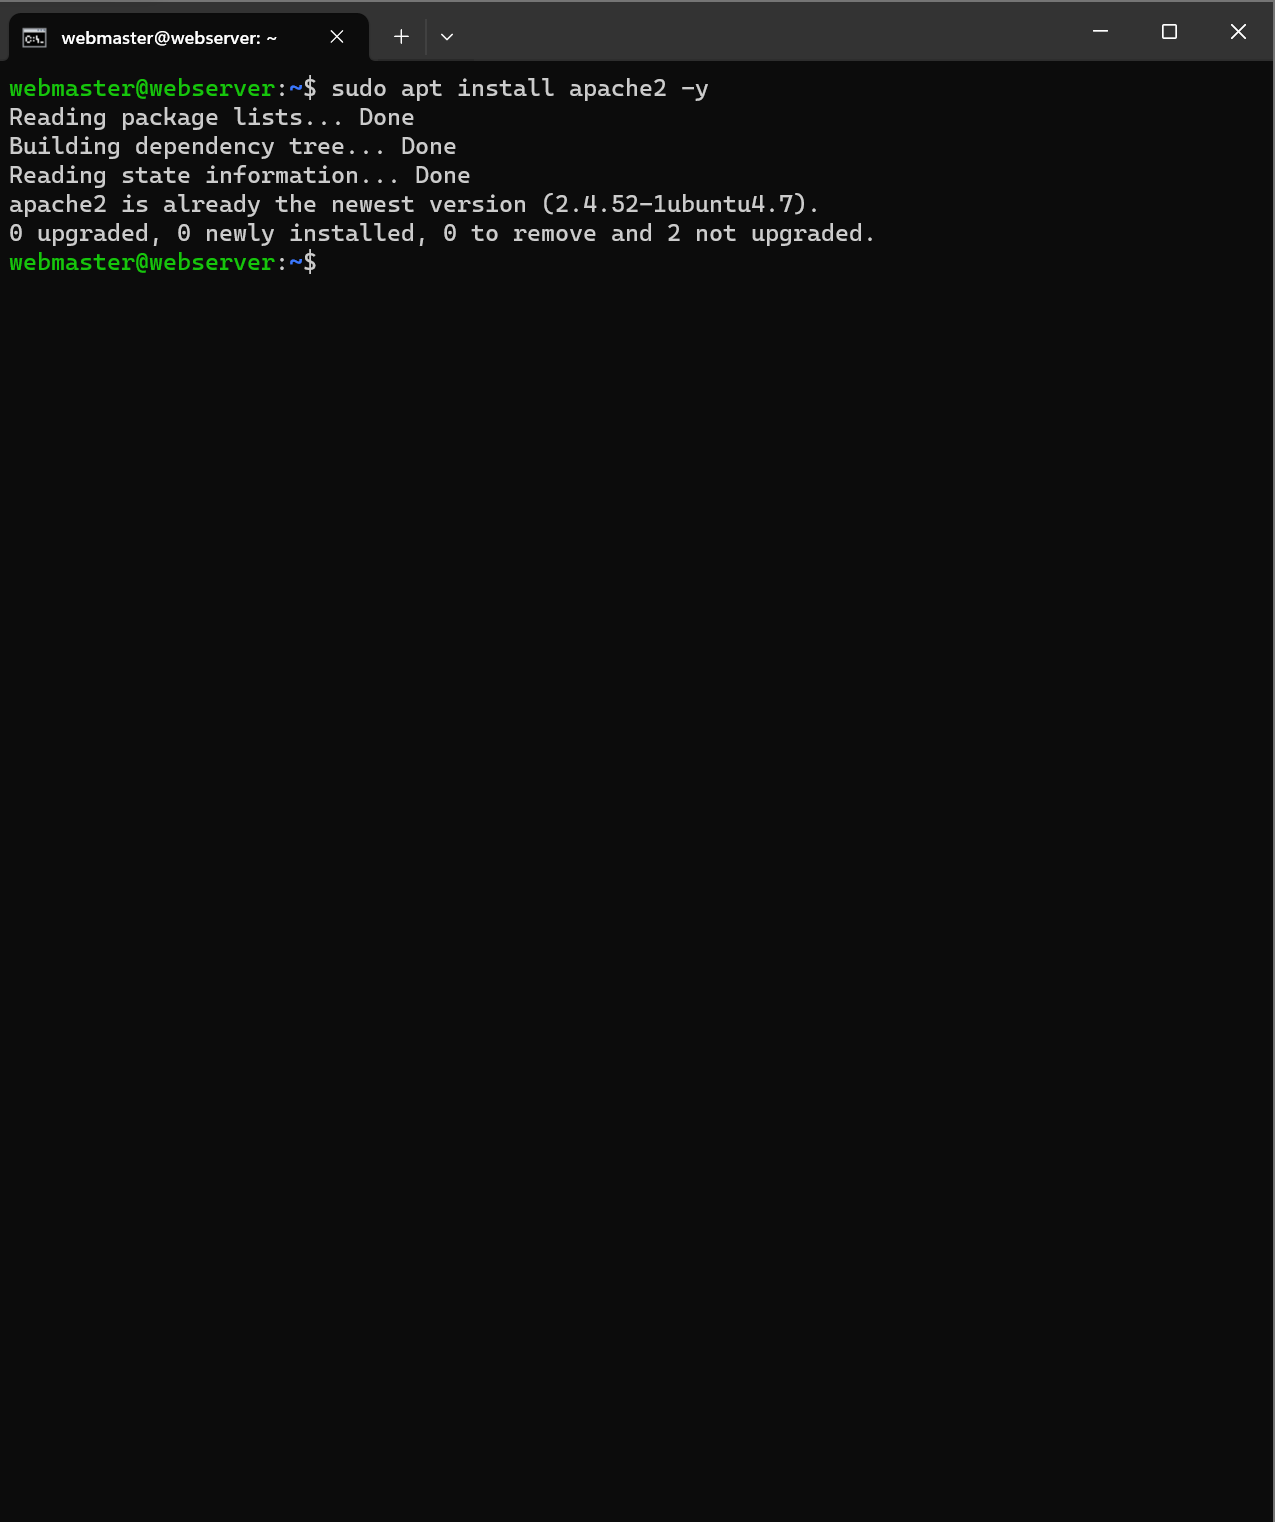 webmaster@webserver: ~
webmaster@webserver:~$ sudo apt install apache2 -y
Reading package lists... Done
Building dependency tree... Done
Reading state information... Done
apache2 is already the newest version (2.4.52-1ubuntu4.7).
0 upgraded, 0 newly installed, 0 to remove and 2 not upgraded.
webmaster@webserver:~$